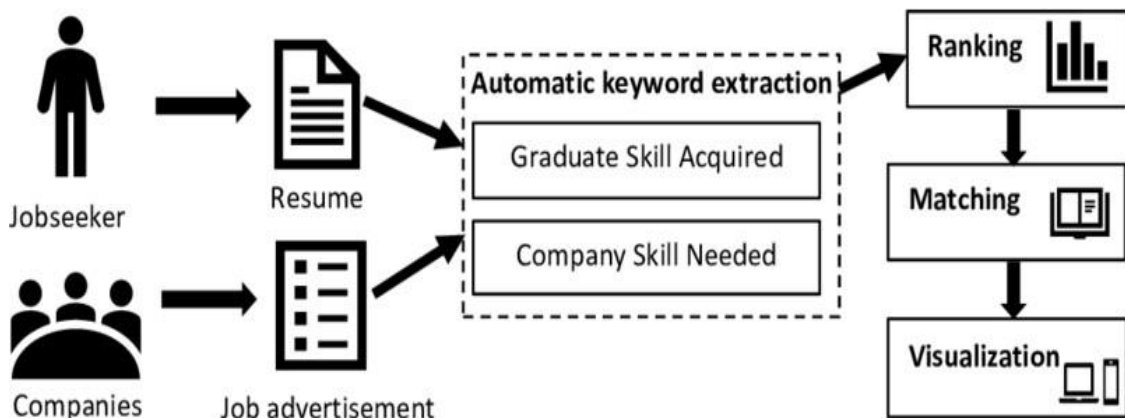 Jobseeker
Resume
Companies
Job advertisement
Automatic keyword extraction
Graduate Skill Acquired
Company Skill Needed
Ranking
Matching
Visualization